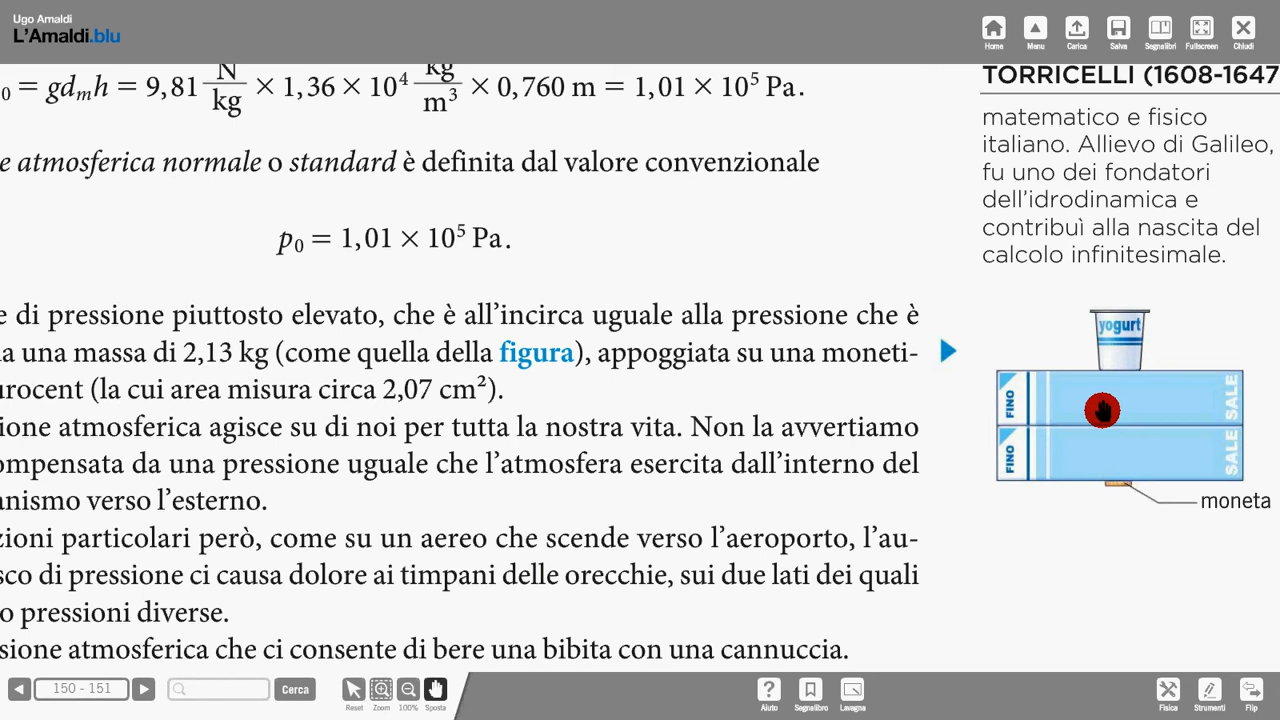 Ugo Amaldi
L'Amaldi.blu
Home Menu Carica Salva Segnalibri Fullscreen Chiudi
0 = gd_m h = 9,81 N/kg × 1,36 × 10⁴ kg/m³ × 0,760 m = 1,01 × 10⁵ Pa.
e atmosferica normale o standard è definita dal valore convenzionale
p₀ = 1,01 × 10⁵ Pa.
e di pressione piuttosto elevato, che è all'incirca uguale alla pressione che è
a una massa di 2,13 kg (come quella della figura), appoggiata su una moneti-
urocent (la cui area misura circa 2,07 cm²).
ione atmosferica agisce su di noi per tutta la nostra vita. Non la avvertiamo
ompensata da una pressione uguale che l'atmosfera esercita dall'interno del
anismo verso l'esterno.
zioni particolari però, come su un aereo che scende verso l'aeroporto, l'au-
sco di pressione ci causa dolore ai timpani delle orecchie, sui due lati dei quali
o pressioni diverse.
sione atmosferica che ci consente di bere una bibita con una cannuccia.
TORRICELLI (1608-1647
matematico e fisico
italiano. Allievo di Galileo,
fu uno dei fondatori
dell'idrodinamica e
contribuì alla nascita del
calcolo infinitesimale.
yogurt
FINO SALE
FINO SALE
moneta
150 - 151 Cerca
Reset Zoom 100% Sposta
Aiuto Segnalibro Lavagna
Fisica Strumenti Flip